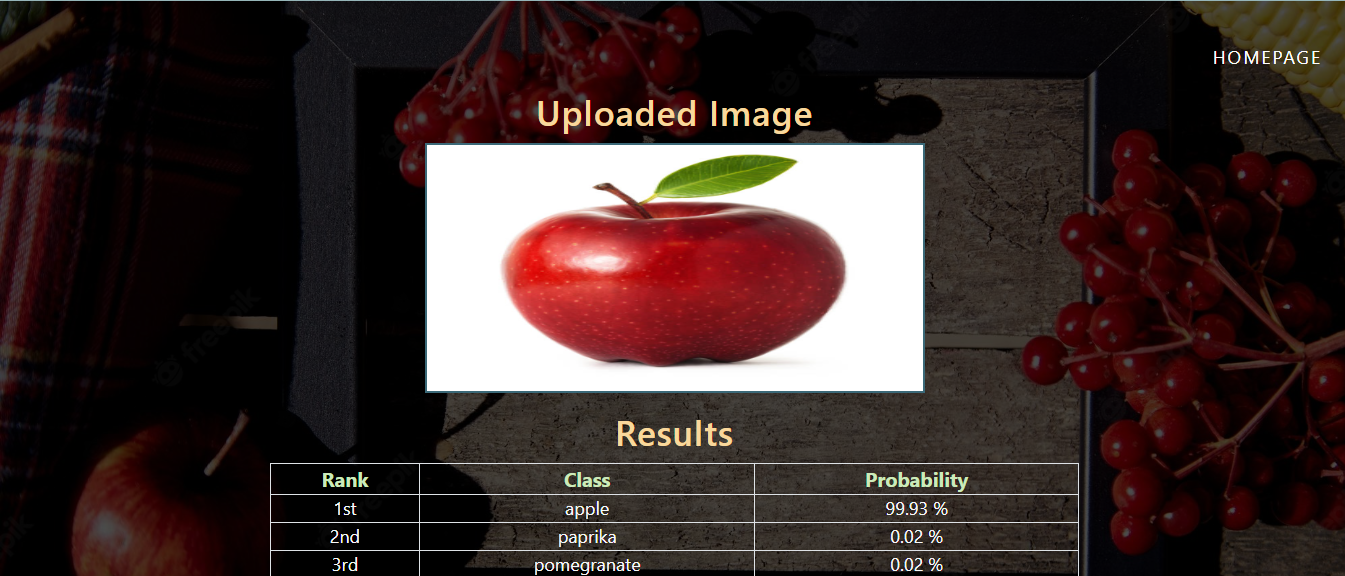 HOMEPAGE
Uploaded Image
Results
Rank Class Probability
1st apple 99.93 %
2nd paprika 0.02 %
3rd pomegranate 0.02 %
freepik